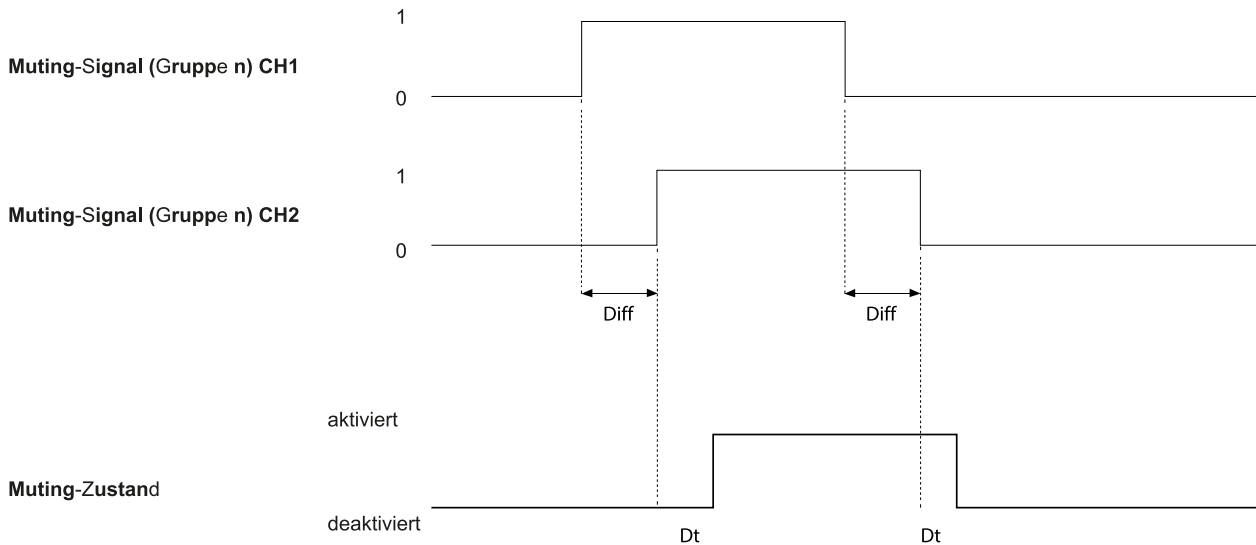 1
Muting-Signal (Gruppe n) CH1
0
1
Muting-Signal (Gruppe n) CH2
0
Diff Diff
aktiviert
Muting-Zustand
deaktiviert
Dt Dt